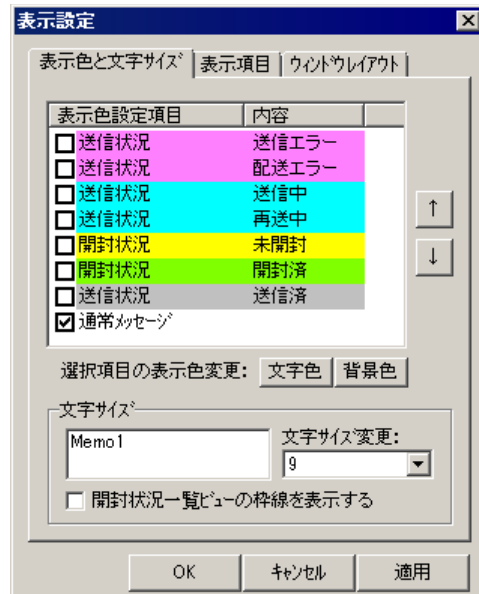 表示設定
表示色と文字ｻｲｽﾞ 表示項目 ｳｨﾝﾄﾞｳﾚｲｱｳﾄ
表示色設定項目 内容
送信状況 送信エラー
送信状況 配送エラー
送信状況 送信中
送信状況 再送中
開封状況 未開封
開封状況 開封済
送信状況 送信済
通常ﾒｯｾｰｼﾞ
↑
↓
選択項目の表示色変更: 文字色 背景色
文字ｻｲｽﾞ
Memo1
文字ｻｲｽﾞ変更:
9
開封状況一覧ﾋﾞｭｰの枠線を表示する
OK ｷｬﾝｾﾙ 適用